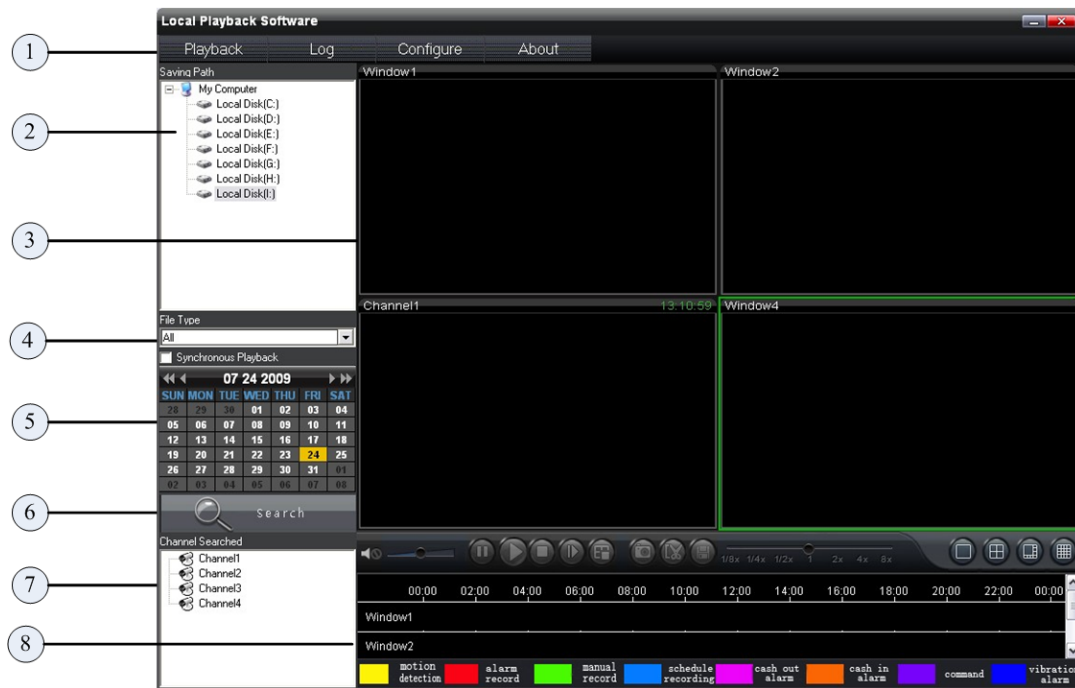 Local Playback Software
1 Playback Log Configure About
Saving Path
My Computer
Local Disk(C:)
2
Local Disk(D:)
Local Disk(E:)
Local Disk(F:)
Local Disk(G:)
Local Disk(H:)
Local Disk(I:)
3
Window1 Window2
Channel1 13:10:59 Window4
File Type
4 All
Synchronous Playback
07 24 2009
SUN MON TUE WED THU FRI SAT
28 29 30 01 02 03 04
5
05 06 07 08 09 10 11
12 13 14 15 16 17 18
19 20 21 22 23 24 25
26 27 28 29 30 31 01
02 03 04 05 06 07 08
6 Search
Channel Searched
7
Channel1
Channel2
Channel3
Channel4
1/8x 1/4x 1/2x 1 2x 4x 8x
00:00 02:00 04:00 06:00 08:00 10:00 12:00 14:00 16:00 18:00 20:00 22:00 00:00
Window1
8
Window2
motion detection
alarm record
manual record
schedule recording
cash out alarm
cash in alarm
command
vibration alarm